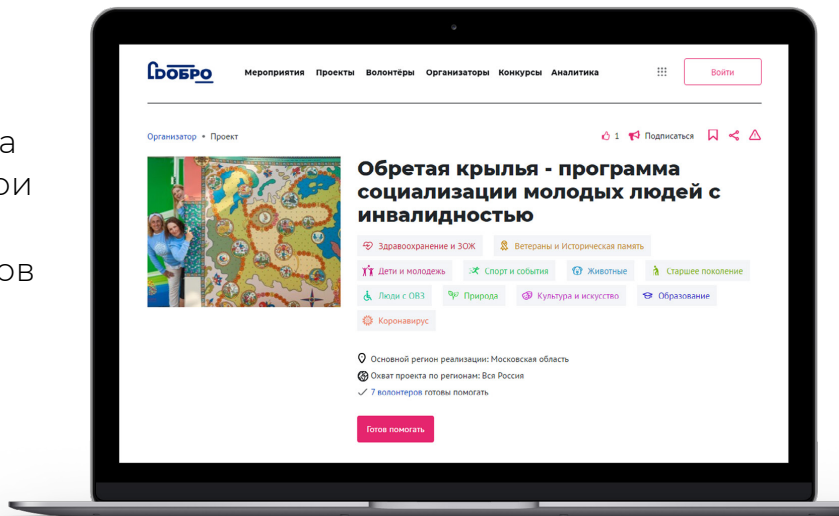 ДОБРО
Мероприятия Проекты Волонтёры Организаторы Конкурсы Аналитика
Войти
Организатор • Проект
1 Подписаться
Обретая крылья - программа
социализации молодых людей с
инвалидностью
Здравоохранение и ЗОЖ Ветераны и Историческая память
Дети и молодежь Спорт и события Животные Старшее поколение
Люди с ОВЗ Природа Культура и искусство Образование
Коронавирус
Основной регион реализации: Московская область
Охват проекта по регионам: Вся Россия
7 волонтеров готовы помогать
Готов помогать